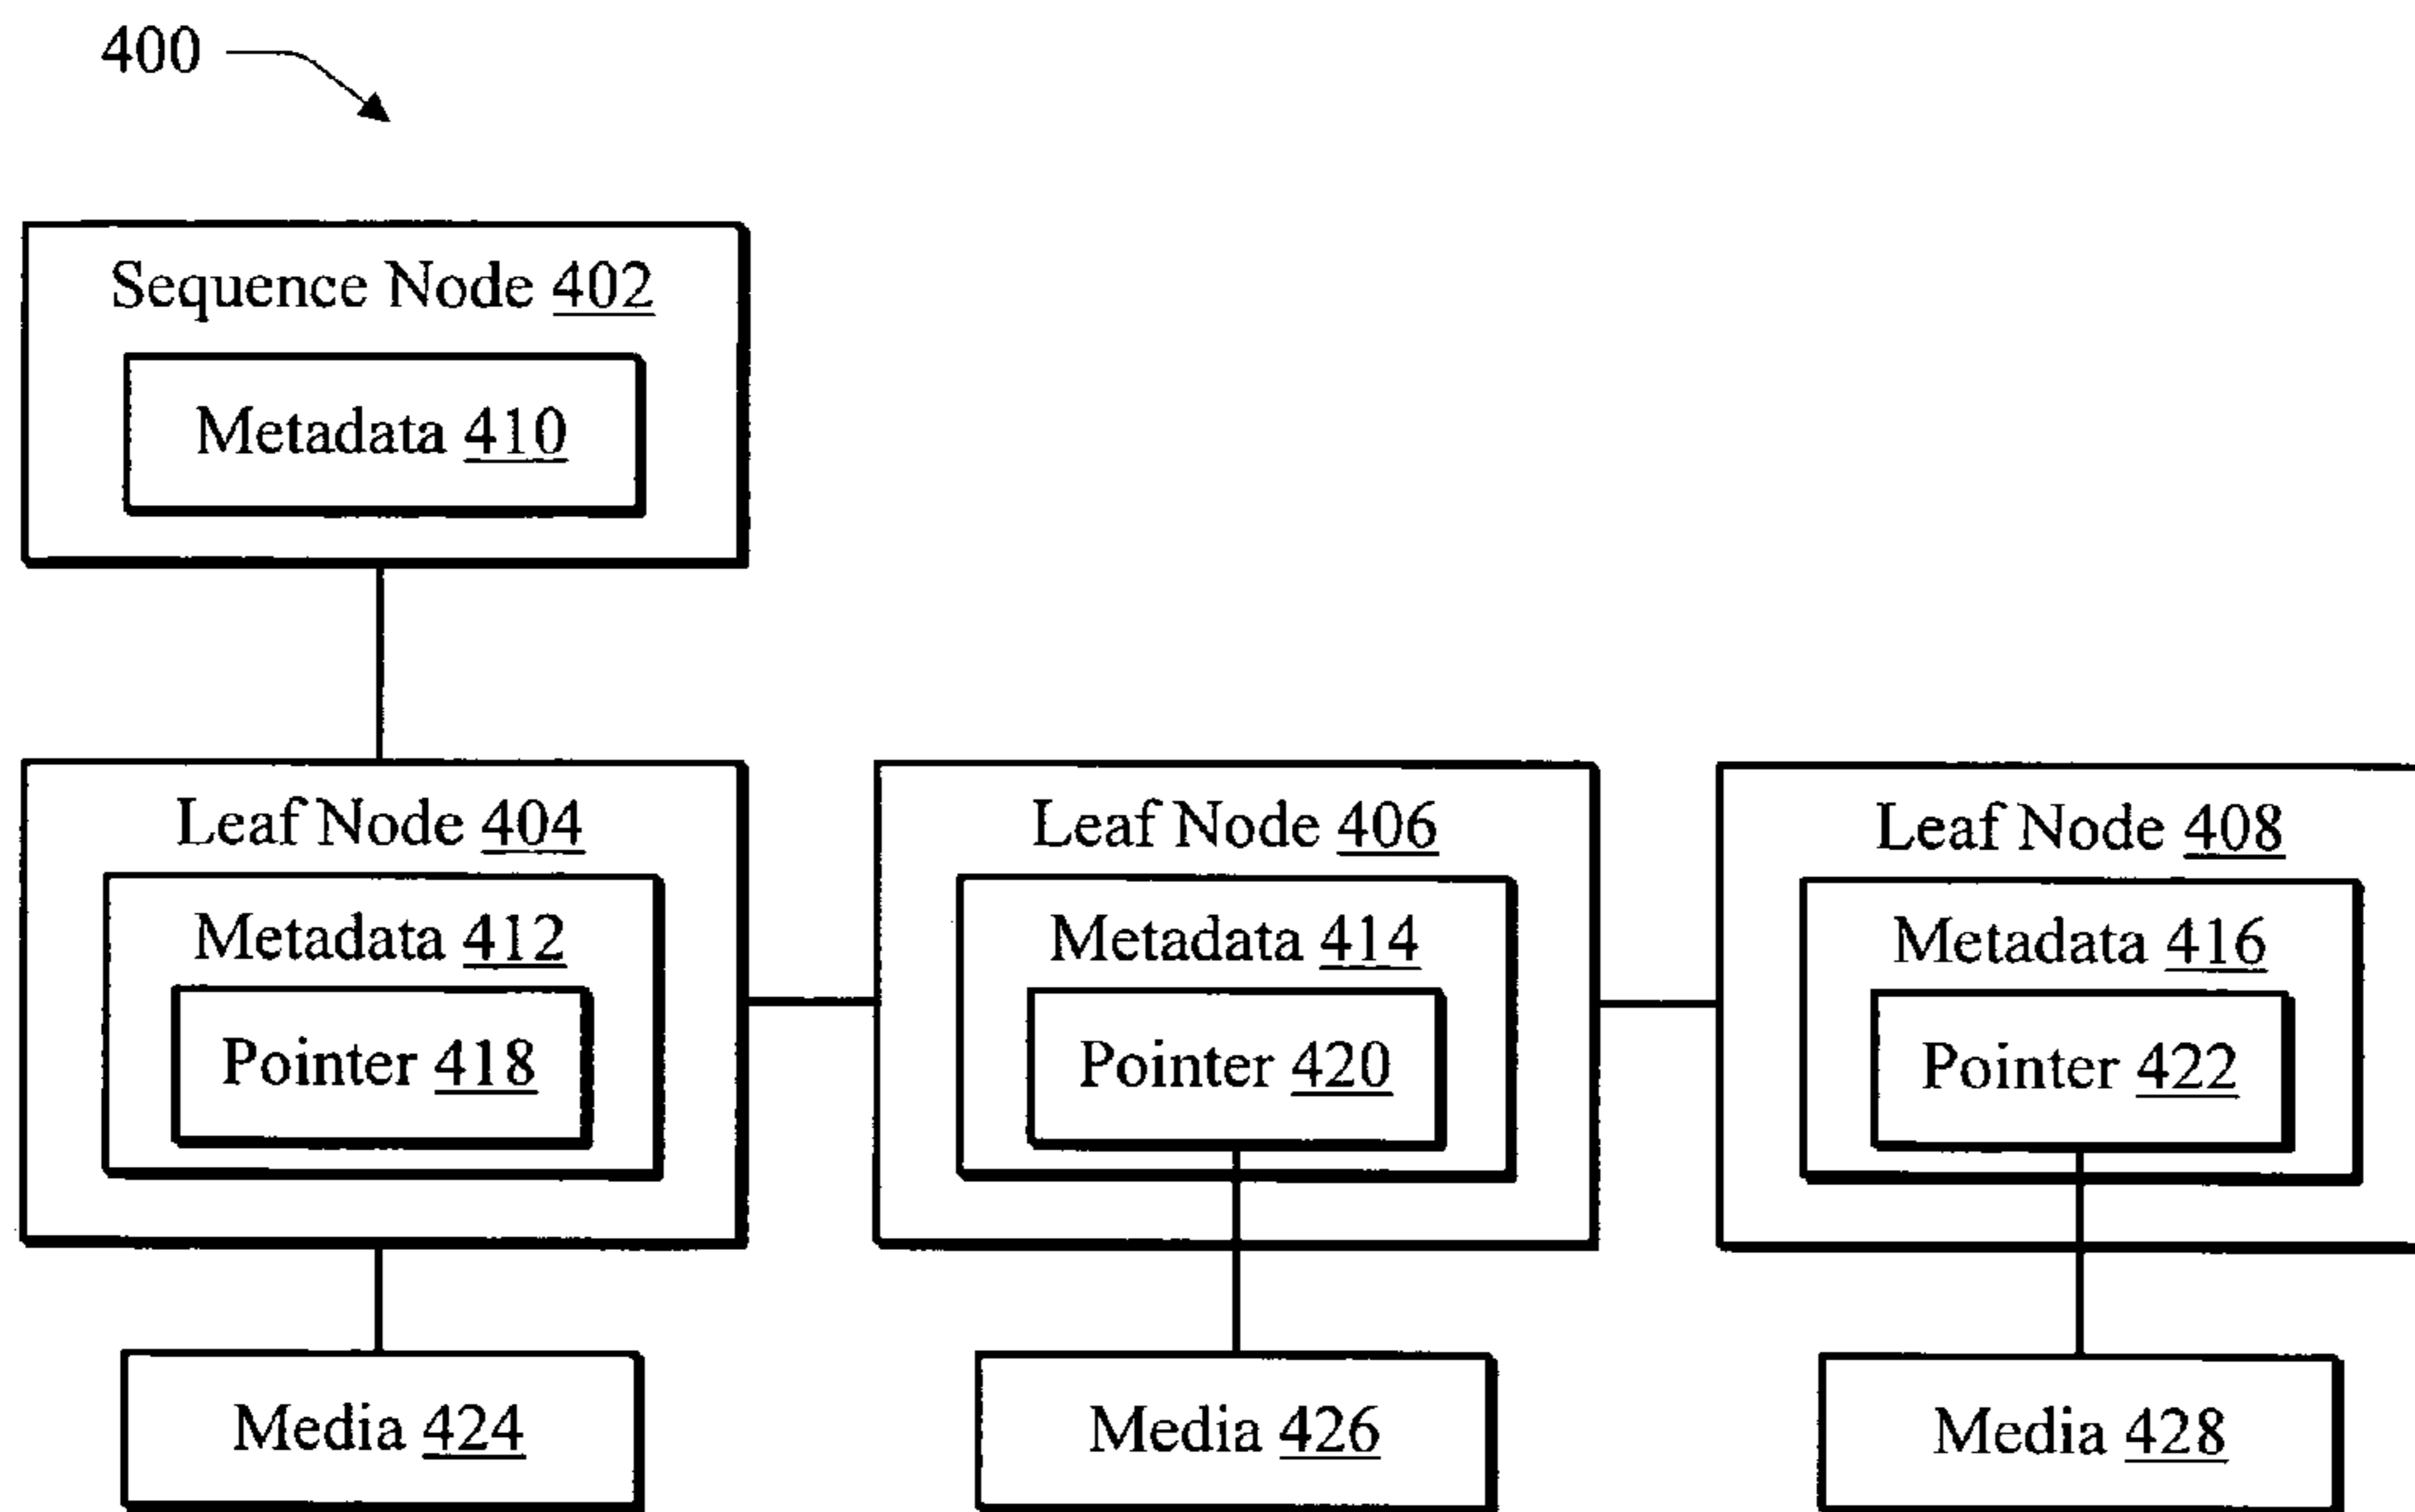 400
Sequence Node 402
Metadata 410
Leaf Node 404
Metadata 412
Pointer 418
Media 424
Leaf Node 406
Metadata 414
Pointer 420
Media 426
Leaf Node 408
Metadata 416
Pointer 422
Media 428